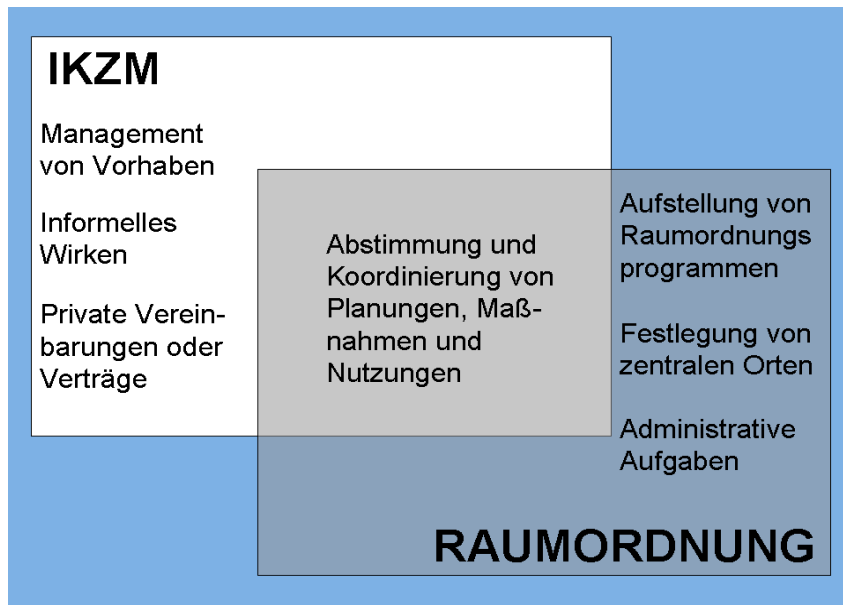 IKZM
Management
von Vorhaben
Informelles
Wirken
Private Verein-
barungen oder
Verträge
Abstimmung und
Koordinierung von
Planungen, Maß-
nahmen und
Nutzungen
Aufstellung von
Raumordnungs
programmen
Festlegung von
zentralen Orten
Administrative
Aufgaben
RAUMORDNUNG